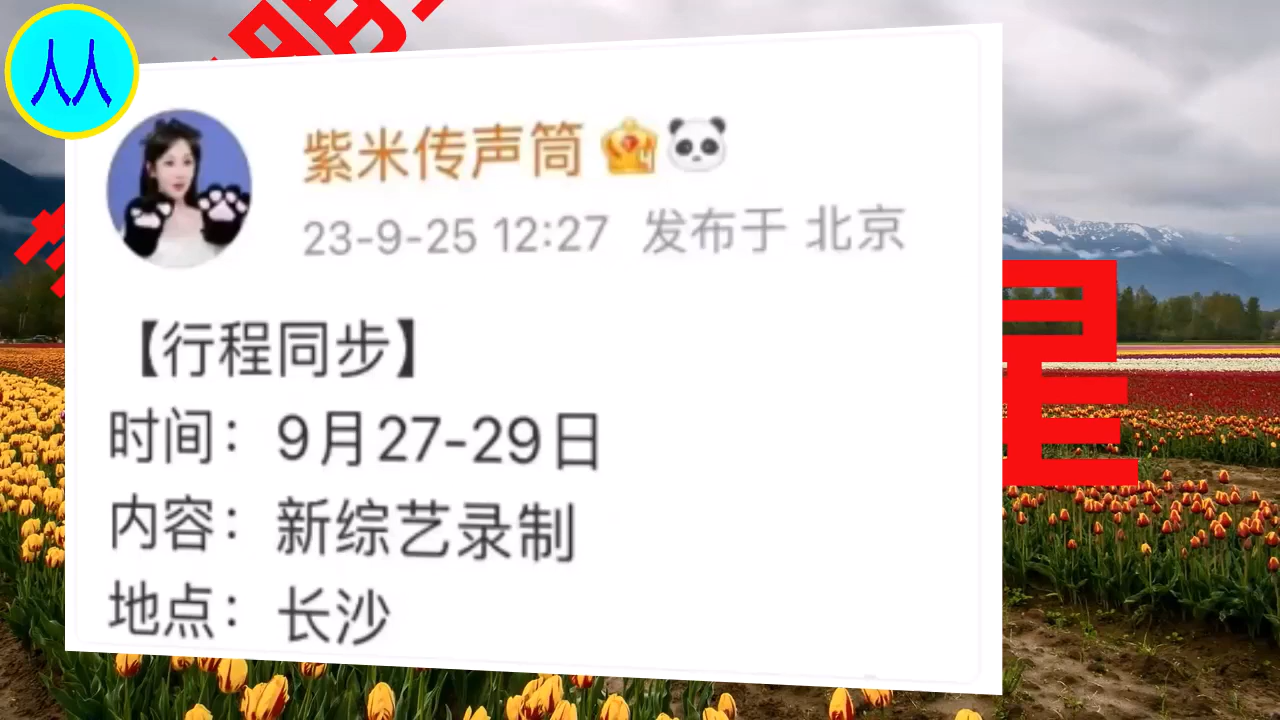 明
紫米传声筒
23-9-25 12:27 发布于 北京
【行程同步】
时间：9月27-29日
内容：新综艺录制
地点：长沙